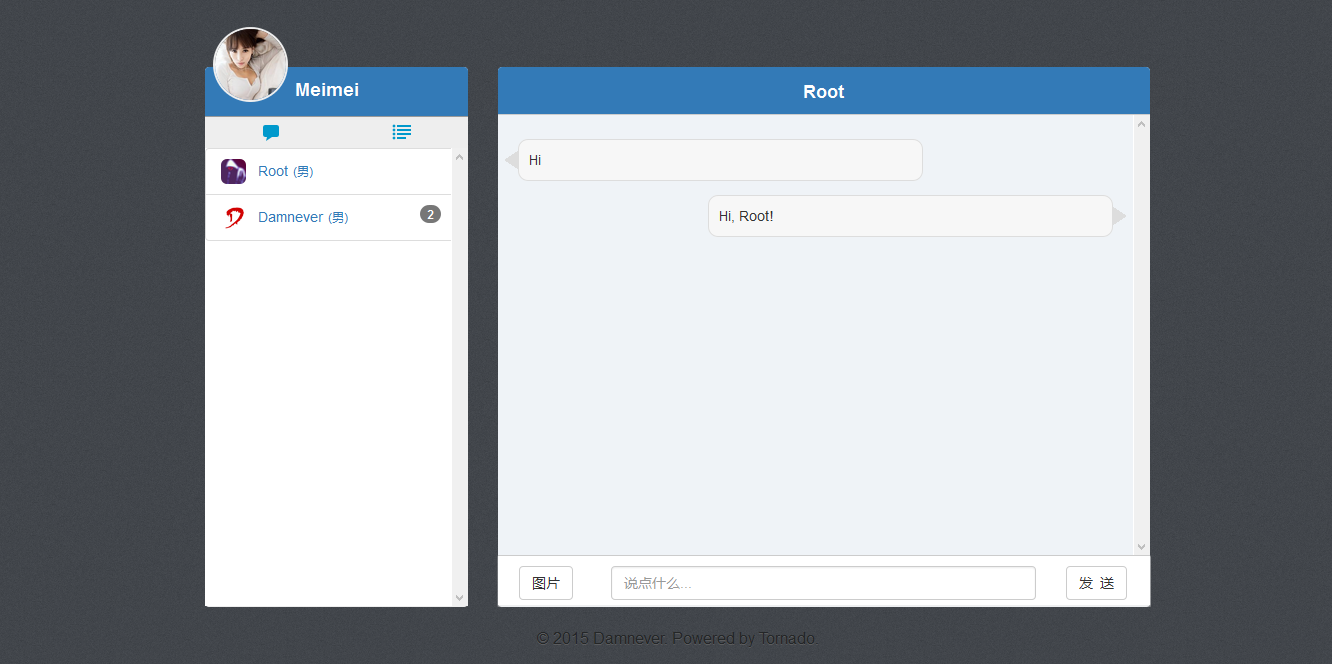 Meimei
Root (男)
Damnever (男)
2
Root
Hi
Hi, Root!
图片
说点什么...
发 送
© 2015 Damnever. Powered by Tornado.